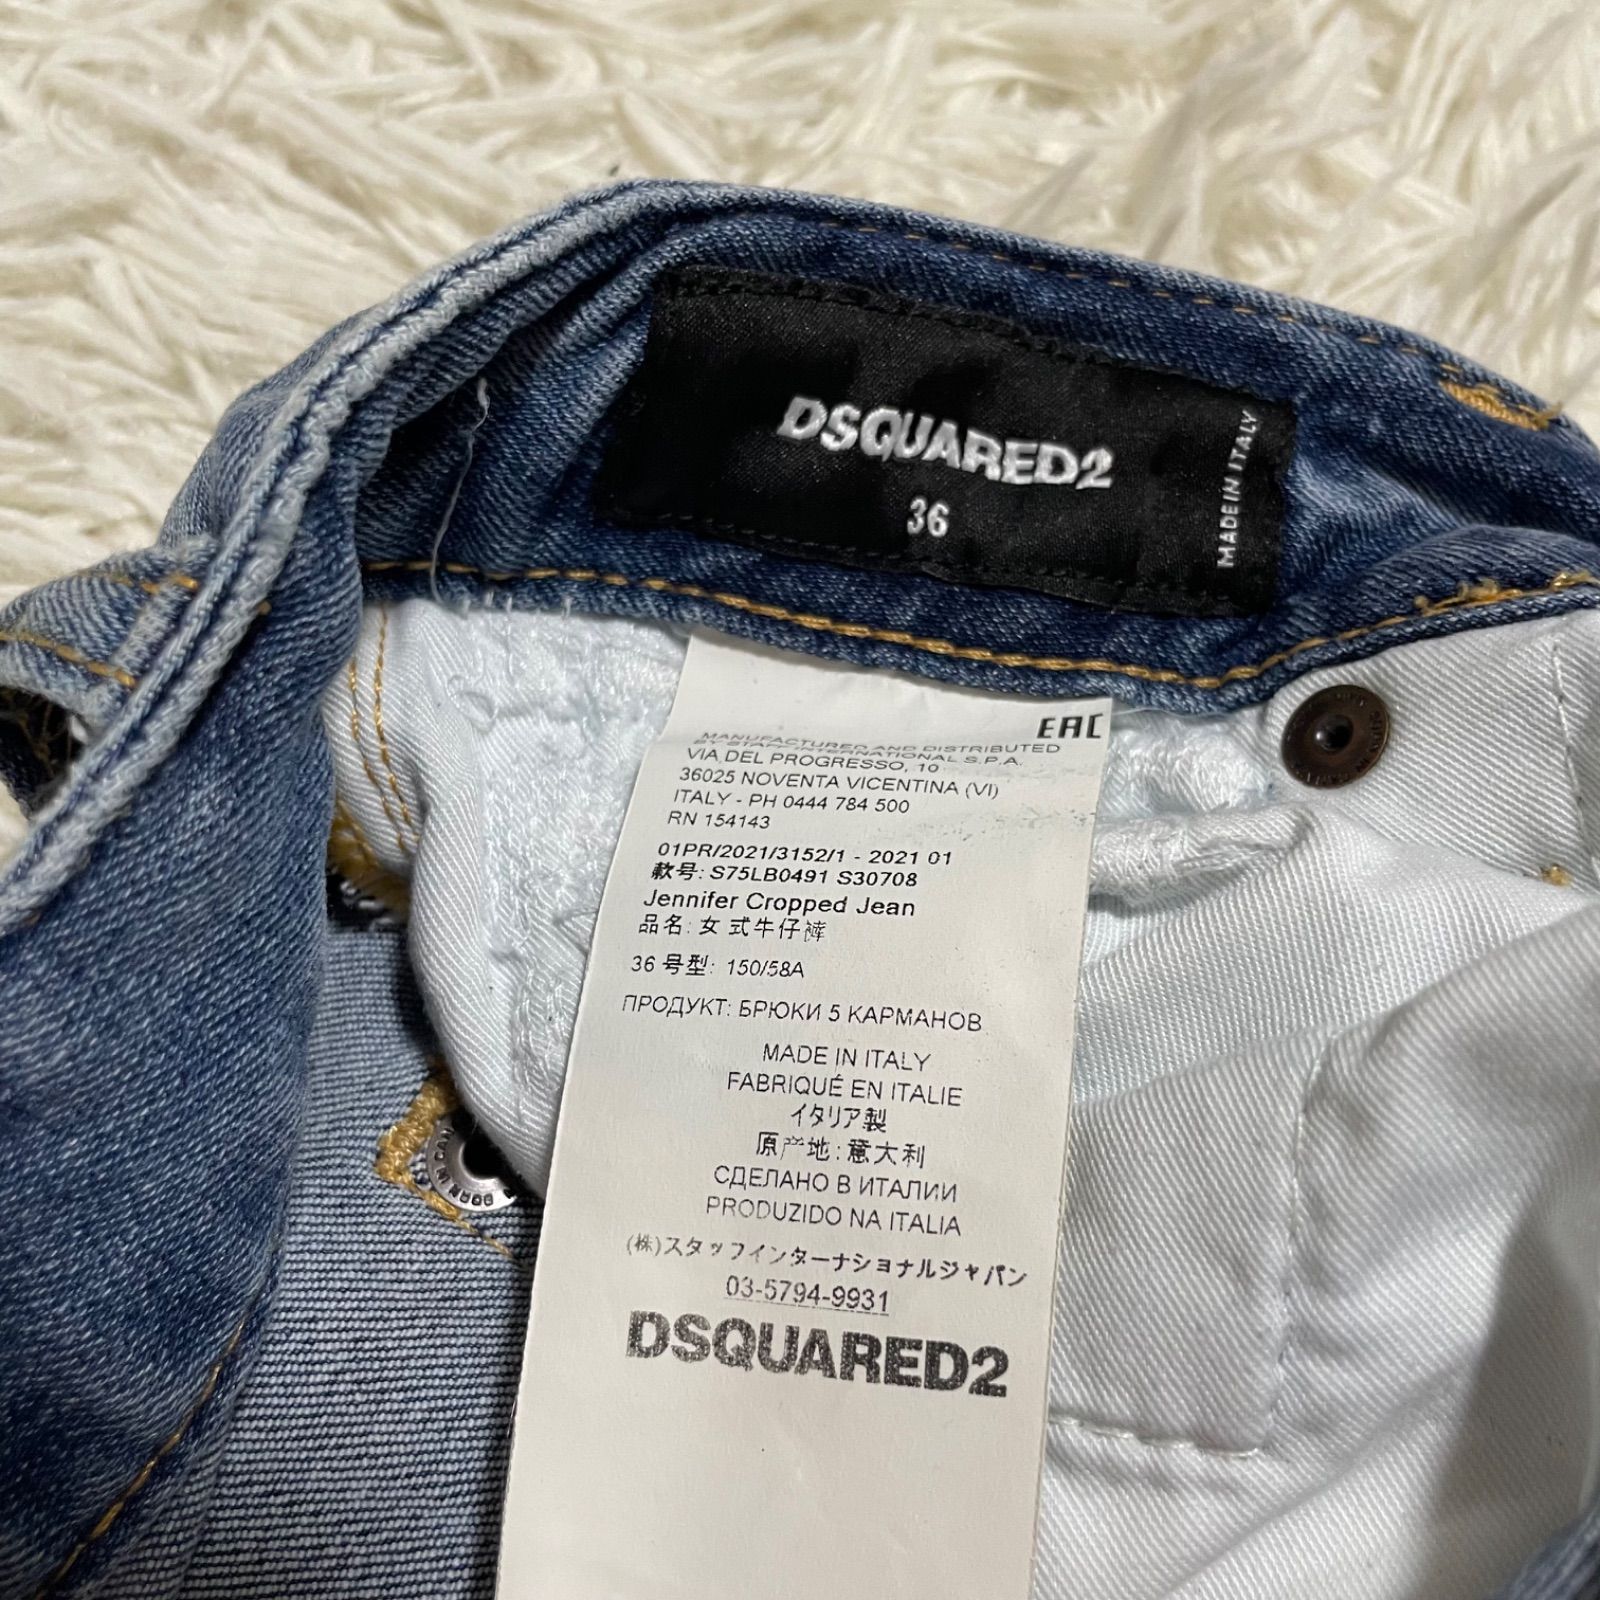 DSQUARED2
36
MADE IN ITALY
EAC
MANUFACTURED AND DISTRIBUTED
BY STAFF INTERNATIONAL S.P.A.
VIA DEL PROGRESSO, 10
36025 NOVENTA VICENTINA (VI)
ITALY - PH 0444 784 500
RN 154143
01PR/2021/3152/1 - 2021 01
款号: S75LB0491 S30708
Jennifer Cropped Jean
品名: 女 式牛仔裤
36 号型: 150/58A
ПРОДУКТ: БРЮКИ 5 КАРМАНОВ
MADE IN ITALY
FABRIQUÉ EN ITALIE
イタリア製
原产地: 意大利
СДЕЛАНО В ИТАЛИИ
PRODUZIDO NA ITALIA
(株)スタッフインターナショナルジャパン
03-5794-9931
DSQUARED2
BORN IN CAN